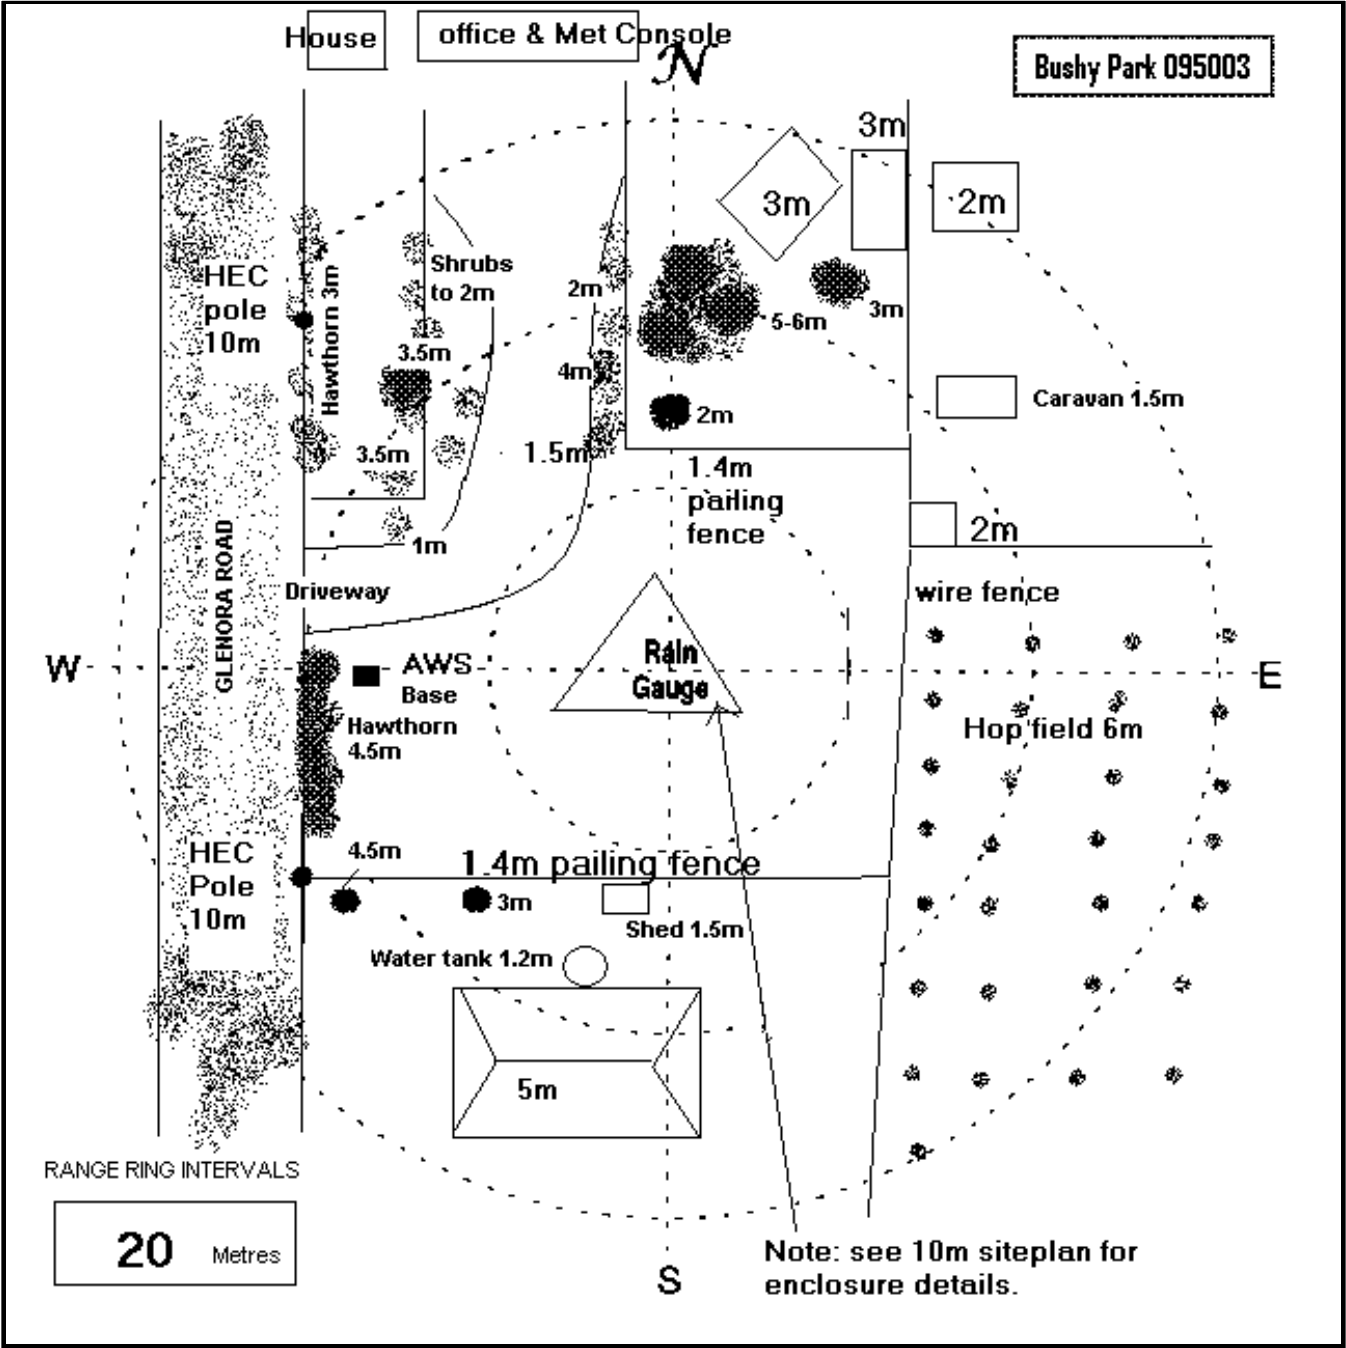 House
office & Met Console
N
Bushy Park 095003
3m
3m
2m
HEC
pole
10m
Hawthorn 3m
Shrubs
to 2m
2m
5-6m
3m
3.5m
4m
2m
Caravan 1.5m
3.5m
1.5m
1.4m
pailing
fence
2m
1m
GLENORA ROAD
Driveway
wire fence
W
AWS
Base
Rain
Gauge
E
Hawthorn
4.5m
Hop field 6m
HEC
Pole
10m
4.5m
1.4m pailing fence
3m
Shed 1.5m
Water tank 1.2m
5m
RANGE RING INTERVALS
20 Metres
S
Note: see 10m siteplan for
enclosure details.